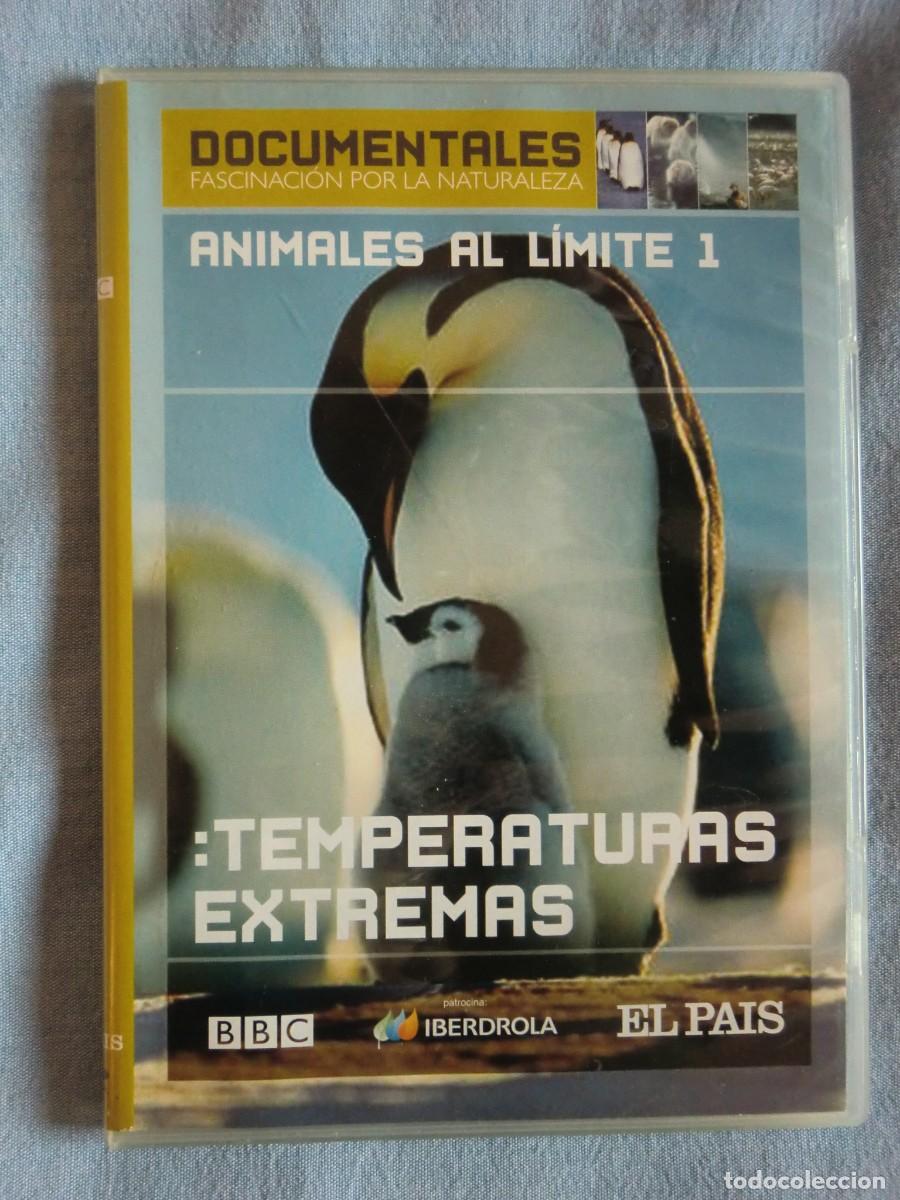 DOCUMENTALES
FASCINACIÓN POR LA NATURALEZA
ANIMALES AL LÍMITE 1
:TEMPERATURAS
EXTREMAS
patrocina:
BBC
IBERDROLA
EL PAIS
todocoleccion